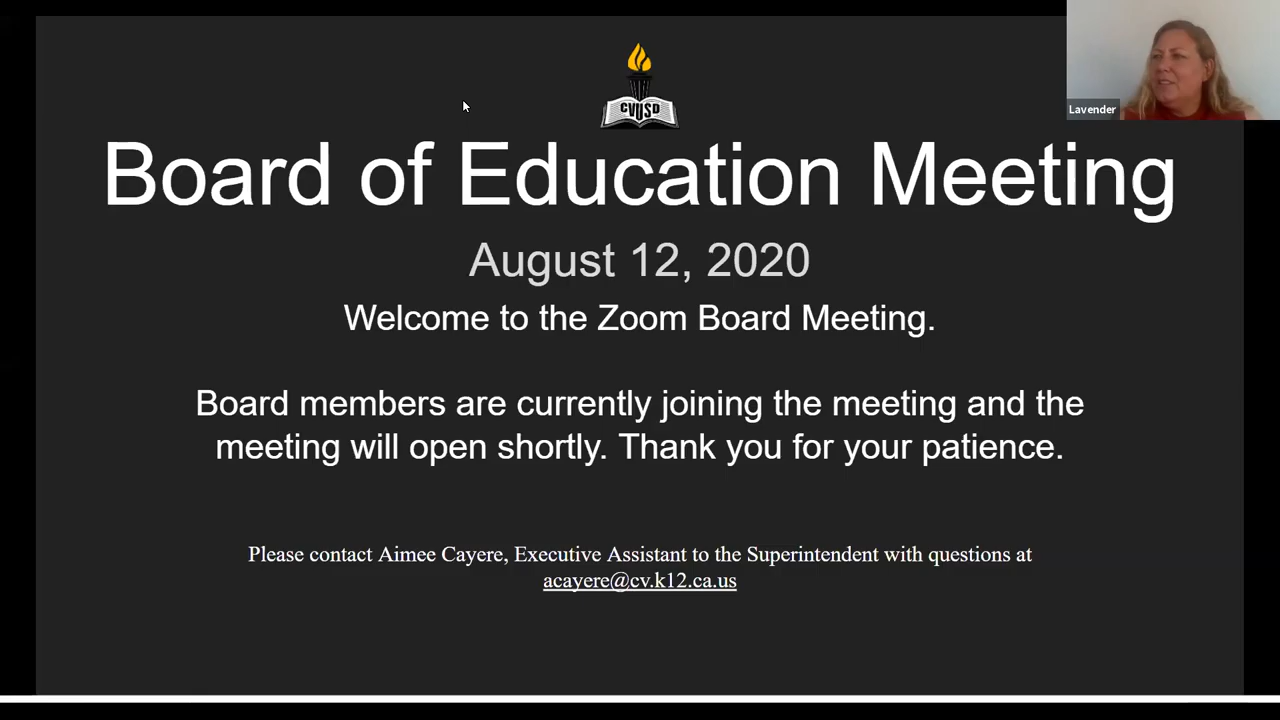 CVUSD
Lavender
Board of Education Meeting
August 12, 2020
Welcome to the Zoom Board Meeting.
Board members are currently joining the meeting and the
meeting will open shortly. Thank you for your patience.
Please contact Aimee Cayere, Executive Assistant to the Superintendent with questions at
acayere@cv.k12.ca.us